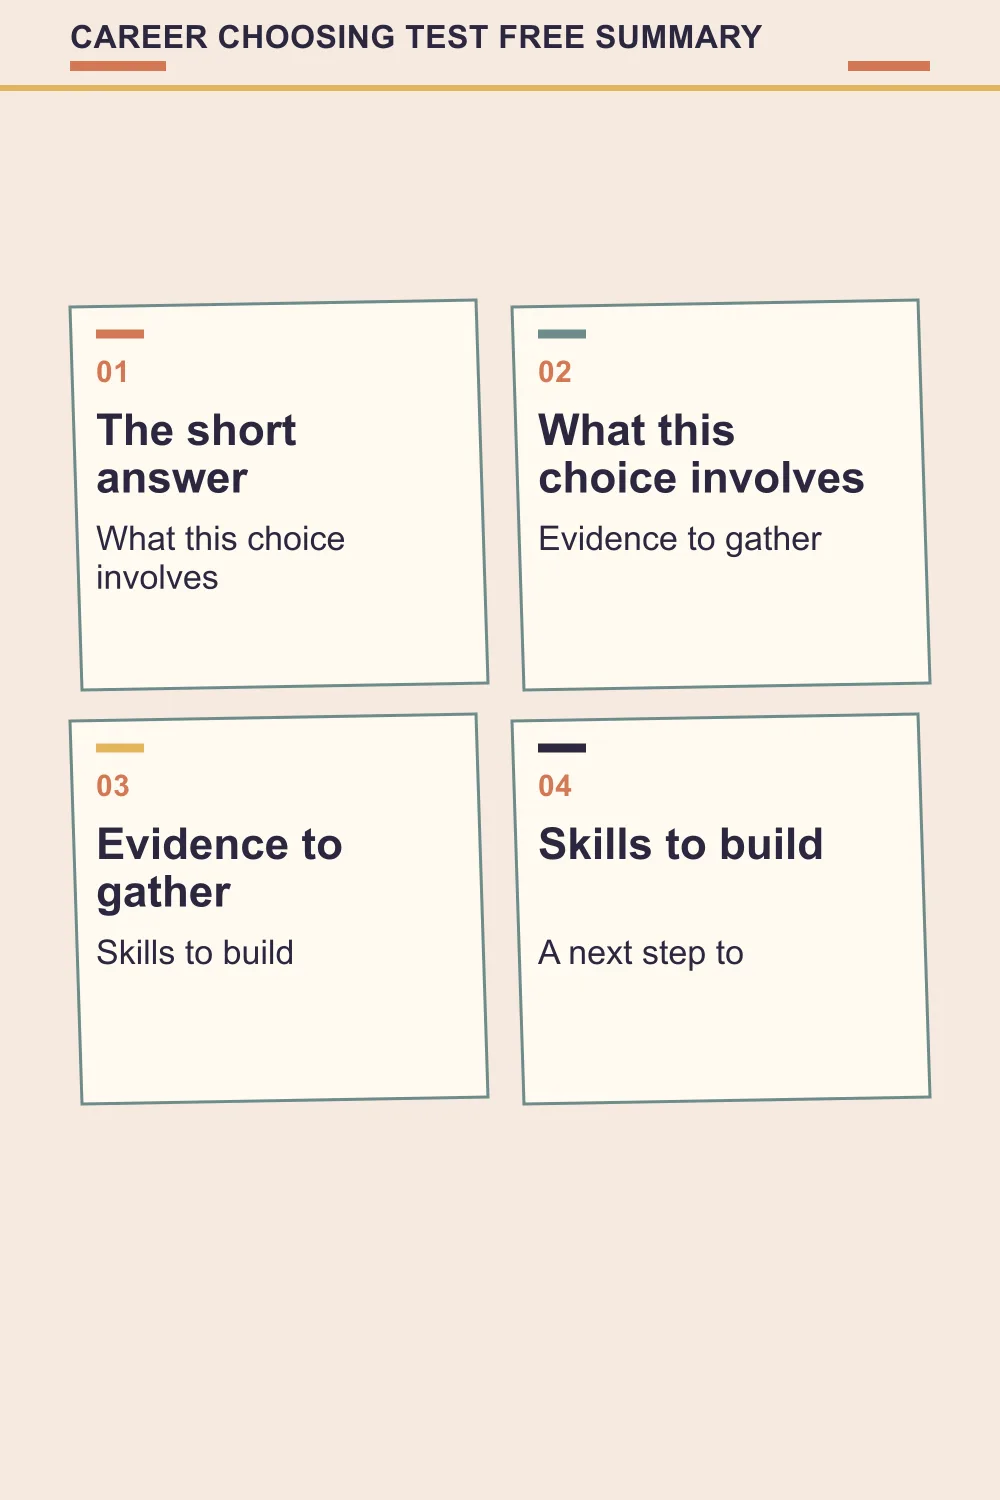 CAREER CHOOSING TEST FREE SUMMARY
01
The short
answer
What this choice
involves
02
What this
choice involves
Evidence to gather
03
Evidence to
gather
Skills to build
04
Skills to build
A next step to